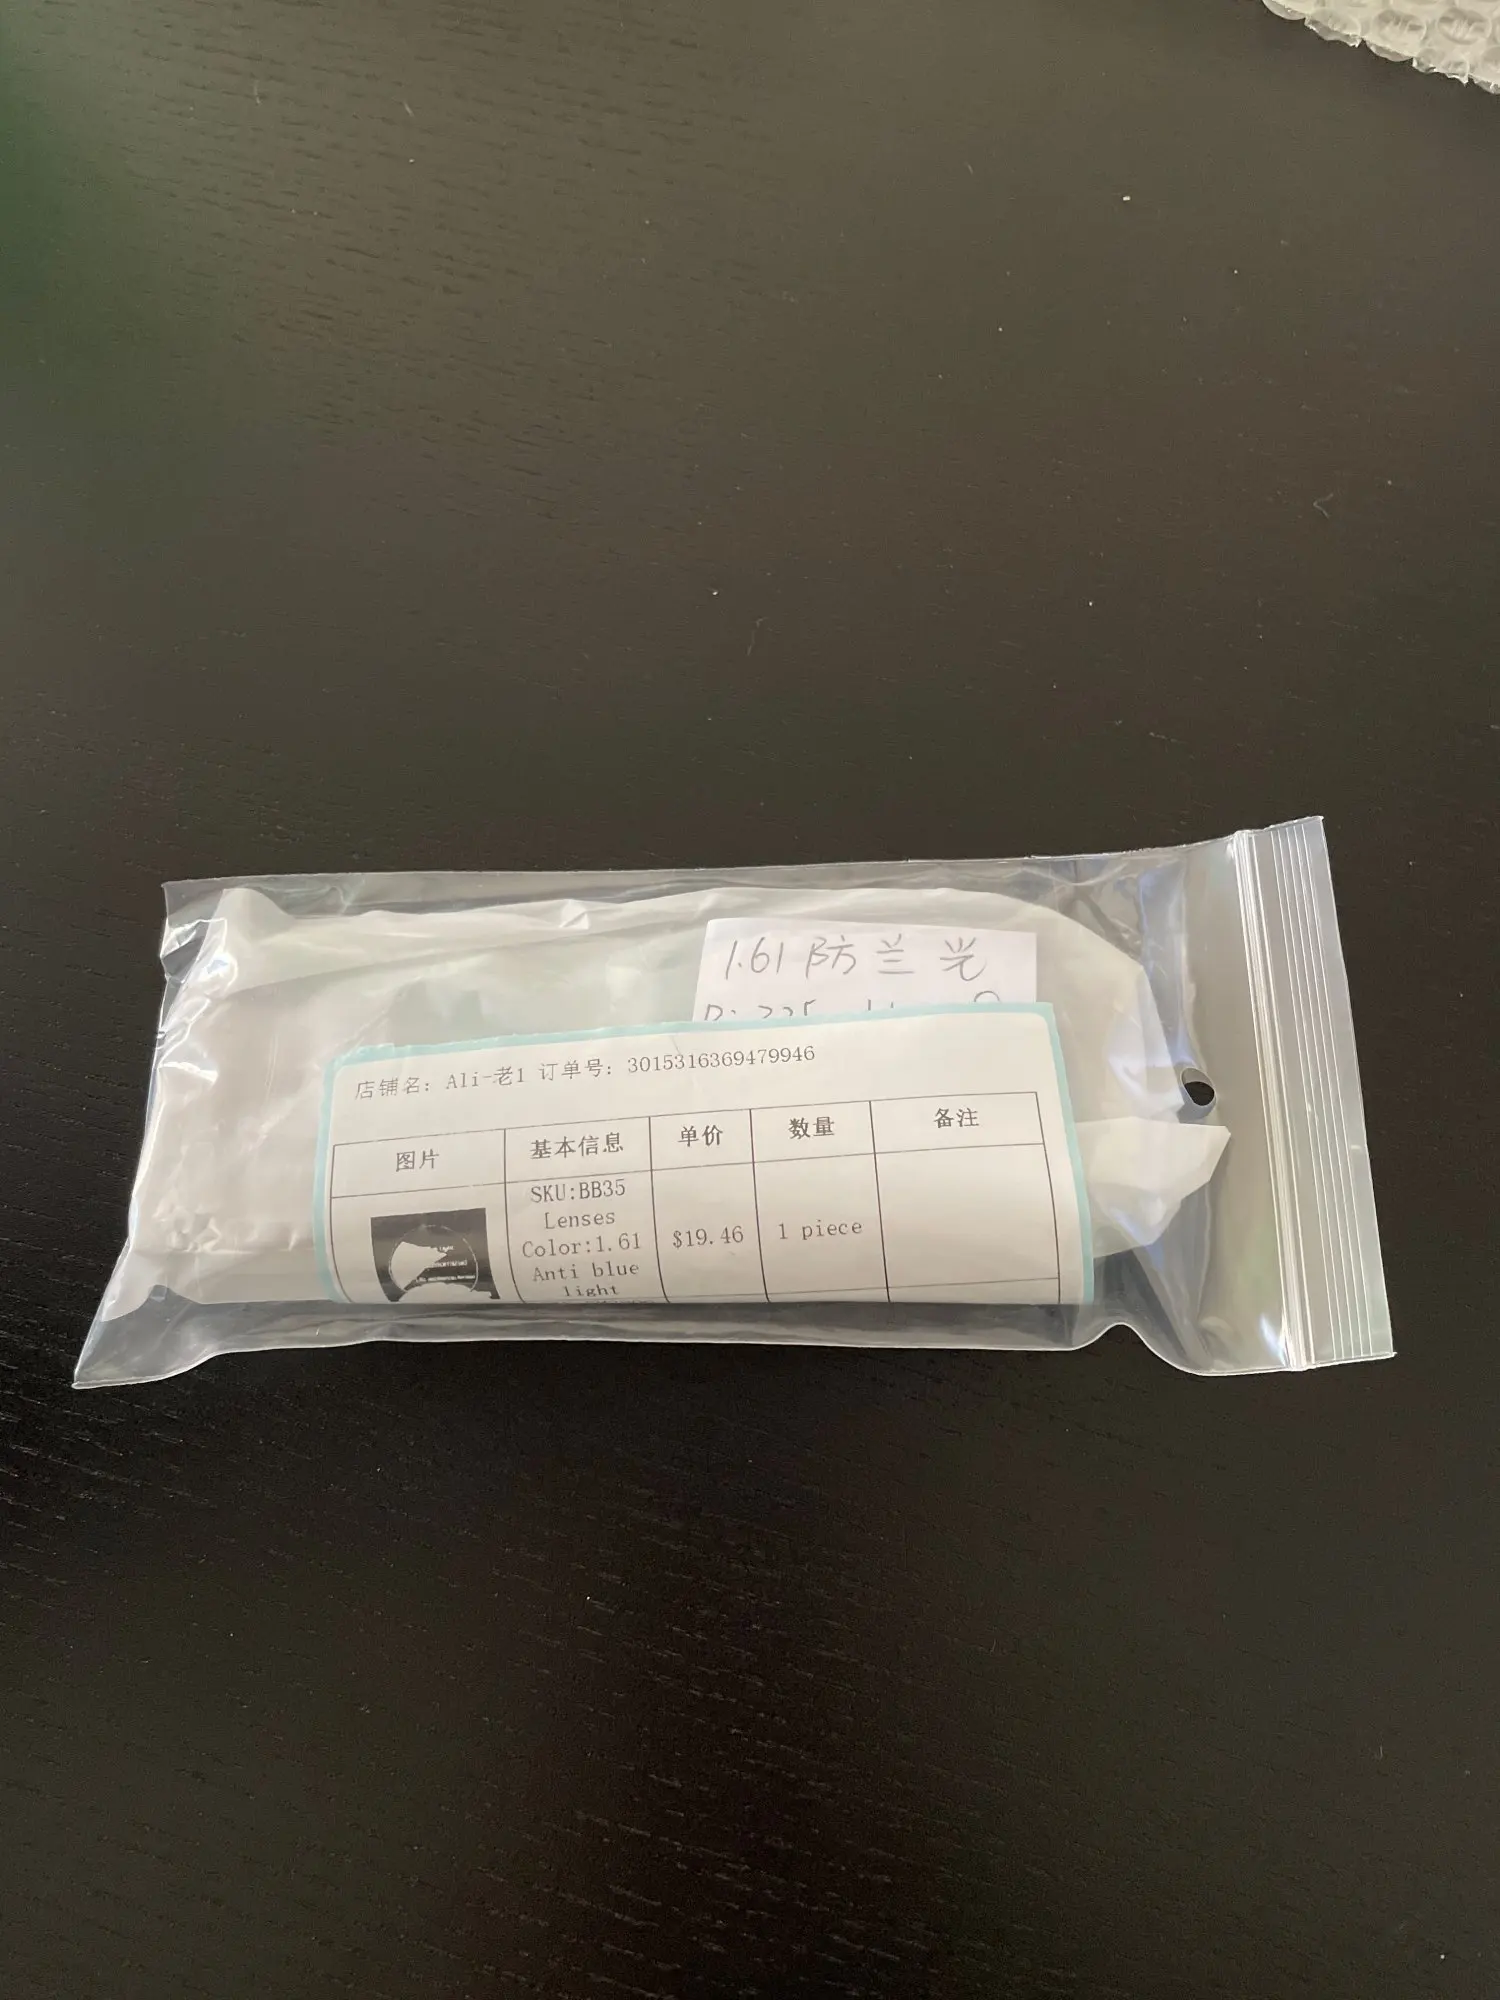 1.61 防兰光
店铺名: Ali-老1 订单号: 3015316369479946
图片 基本信息 单价 数量 备注
SKU:BB35
Lenses
Color:1.61
Anti blue
light
$19.46 1 piece